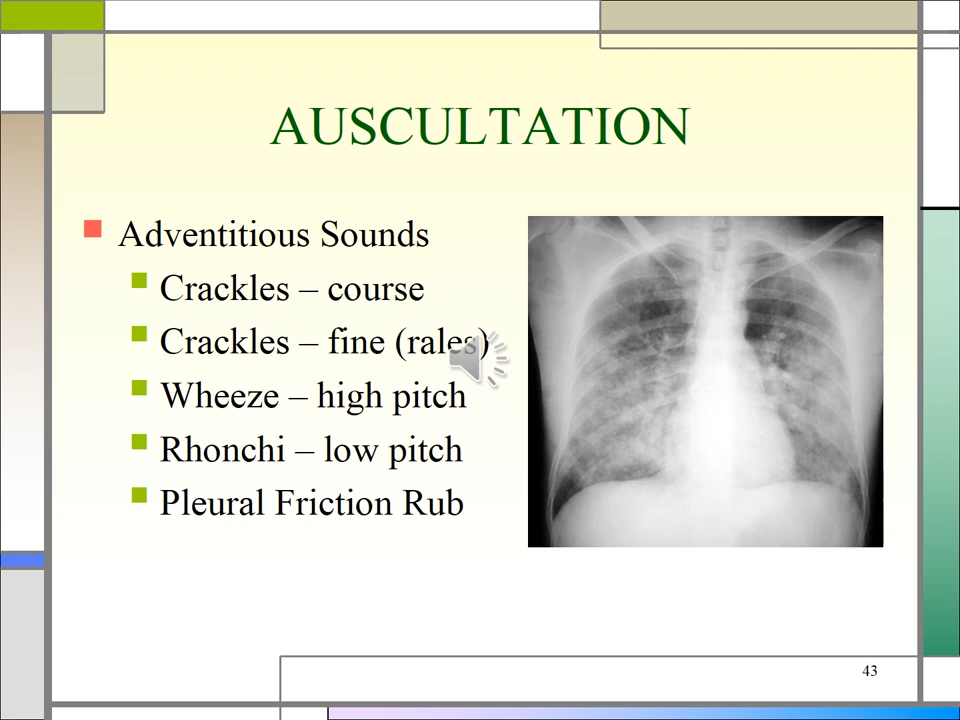 AUSCULTATION
Adventitious Sounds
Crackles – course
Crackles – fine (rales)
Wheeze – high pitch
Rhonchi – low pitch
Pleural Friction Rub
43